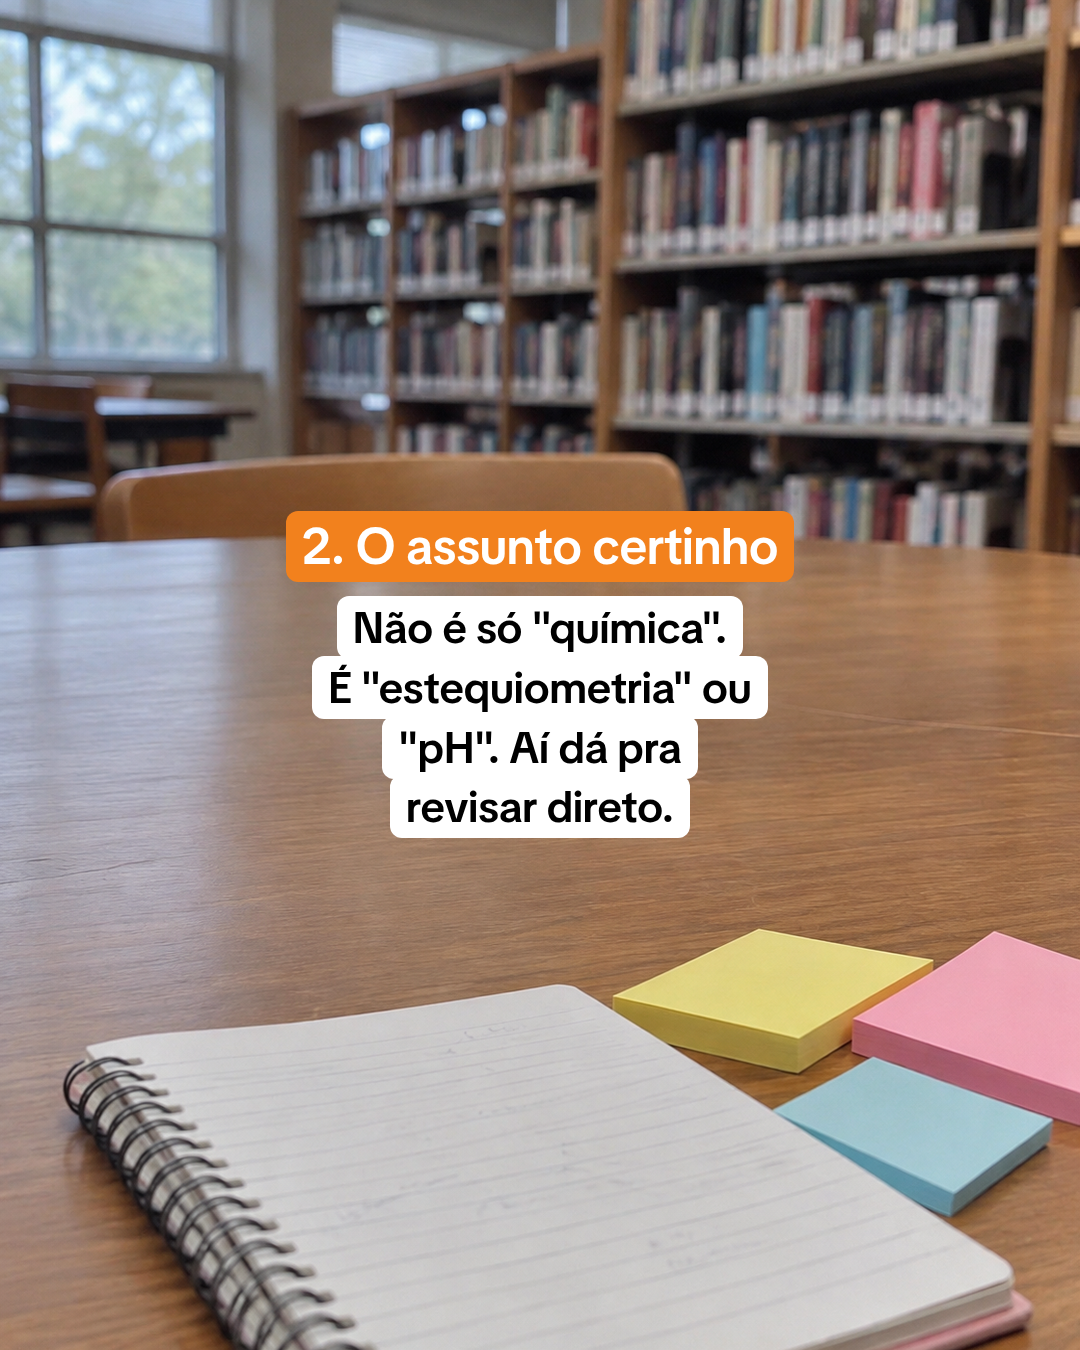 2. O assunto certinho
Não é só "química".
É "estequiometria" ou
"pH". Aí dá pra
revisar direto.